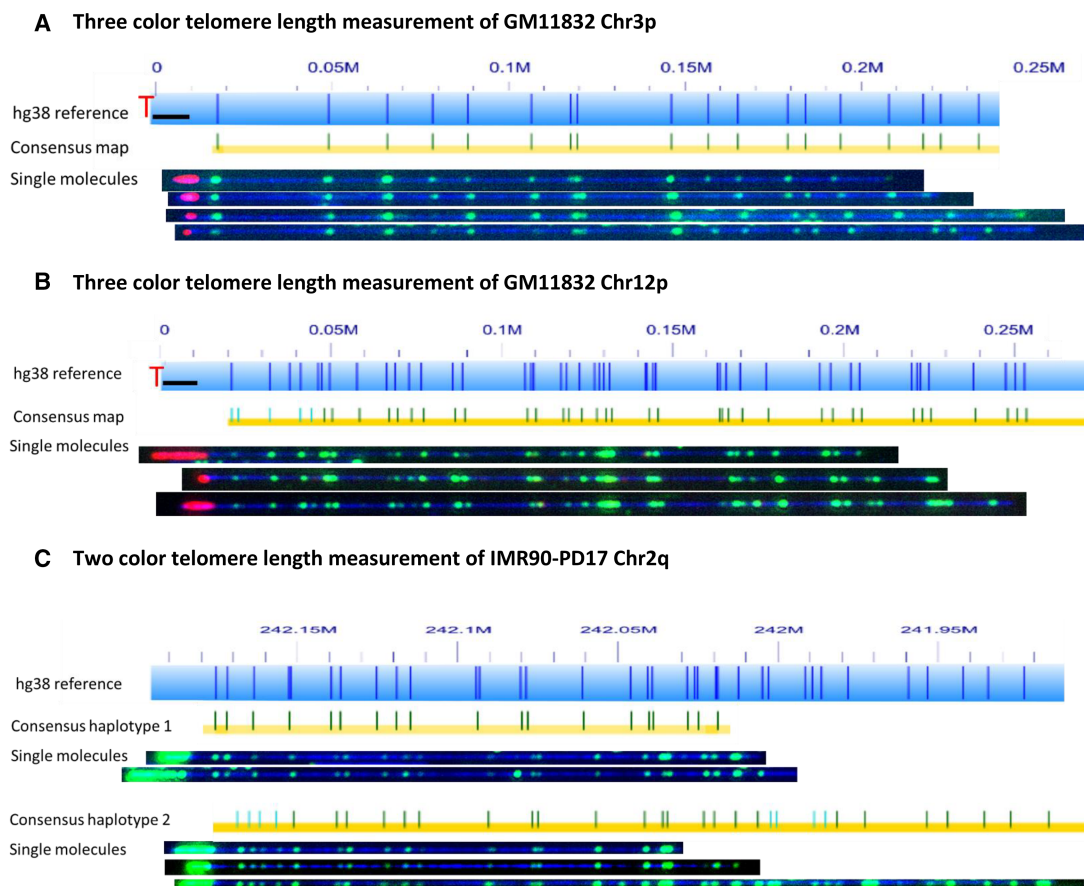 A Three color telomere length measurement of GM11832 Chr3p
0 0.05M 0.1M 0.15M 0.2M 0.25M
T
hg38 reference
Consensus map
Single molecules
B Three color telomere length measurement of GM11832 Chr12p
0 0.05M 0.1M 0.15M 0.2M 0.25M
T
hg38 reference
Consensus map
Single molecules
C Two color telomere length measurement of IMR90-PD17 Chr2q
242.15M 242.1M 242.05M 242M 241.95M
hg38 reference
Consensus haplotype 1
Single molecules
Consensus haplotype 2
Single molecules